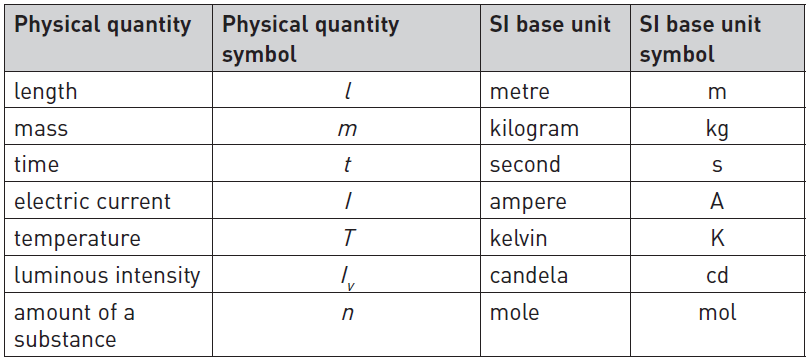 Physical quantity Physical quantity symbol SI base unit SI base unit symbol
length l metre m
mass m kilogram kg
time t second s
electric current I ampere A
temperature T kelvin K
luminous intensity Iv candela cd
amount of a substance n mole mol